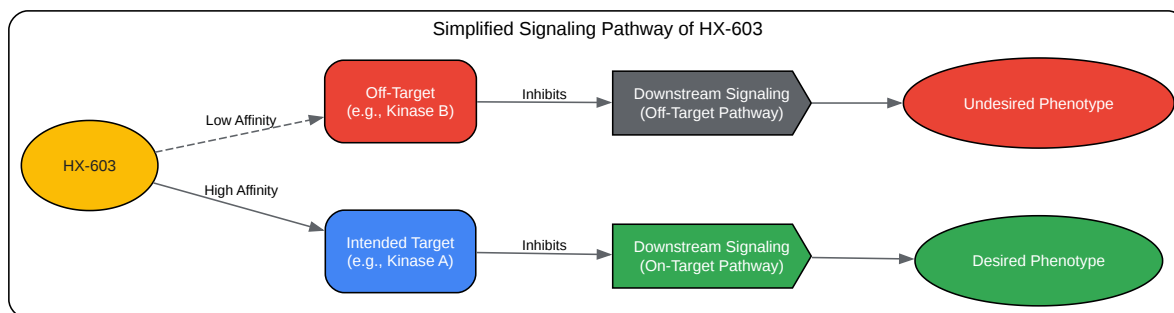 Simplified Signaling Pathway of HX-603
Off-Target
(e.g., Kinase B)
Inhibits
Downstream Signaling
(Off-Target Pathway)
Undesired Phenotype
Low Affinity
HX-603
High Affinity
Intended Target
(e.g., Kinase A)
Inhibits
Downstream Signaling
(On-Target Pathway)
Desired Phenotype